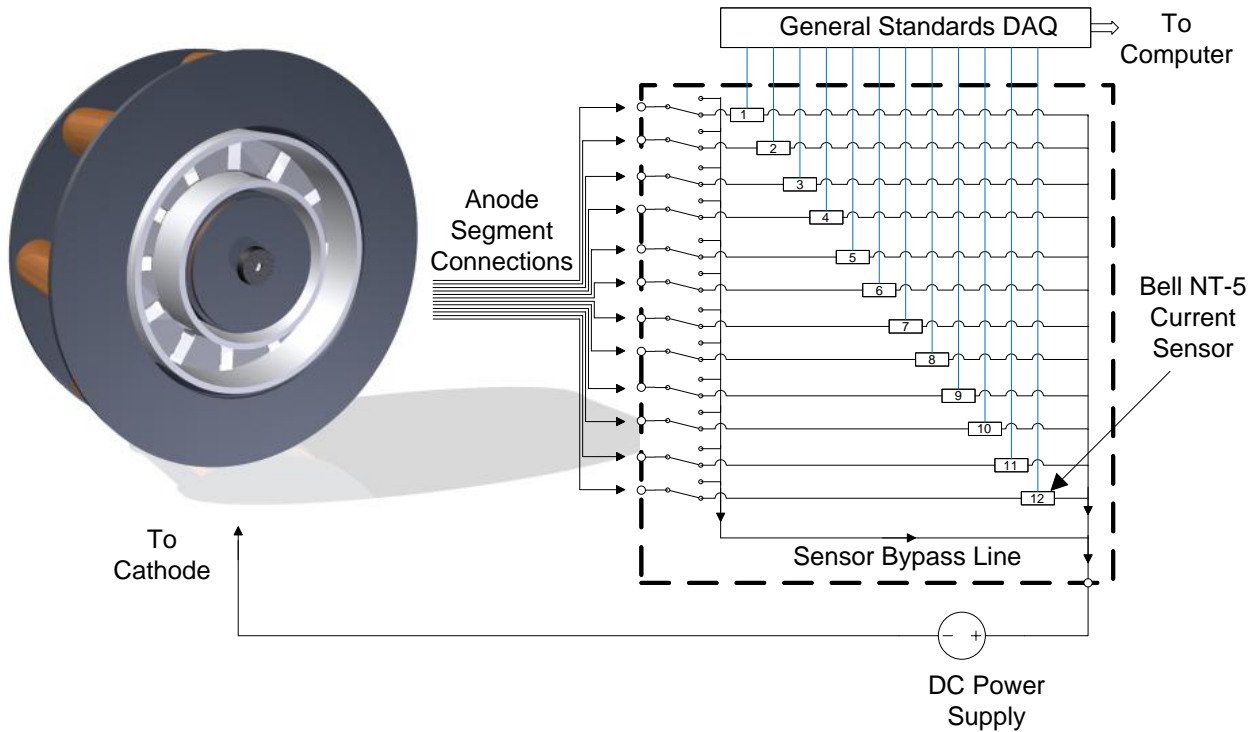 General Standards DAQ
To
Computer
Anode
Segment
Connections
1
2
3
4
5
6
7
8
9
10
11
12
Bell NT-5
Current
Sensor
Sensor Bypass Line
To
Cathode
− +
DC Power
Supply